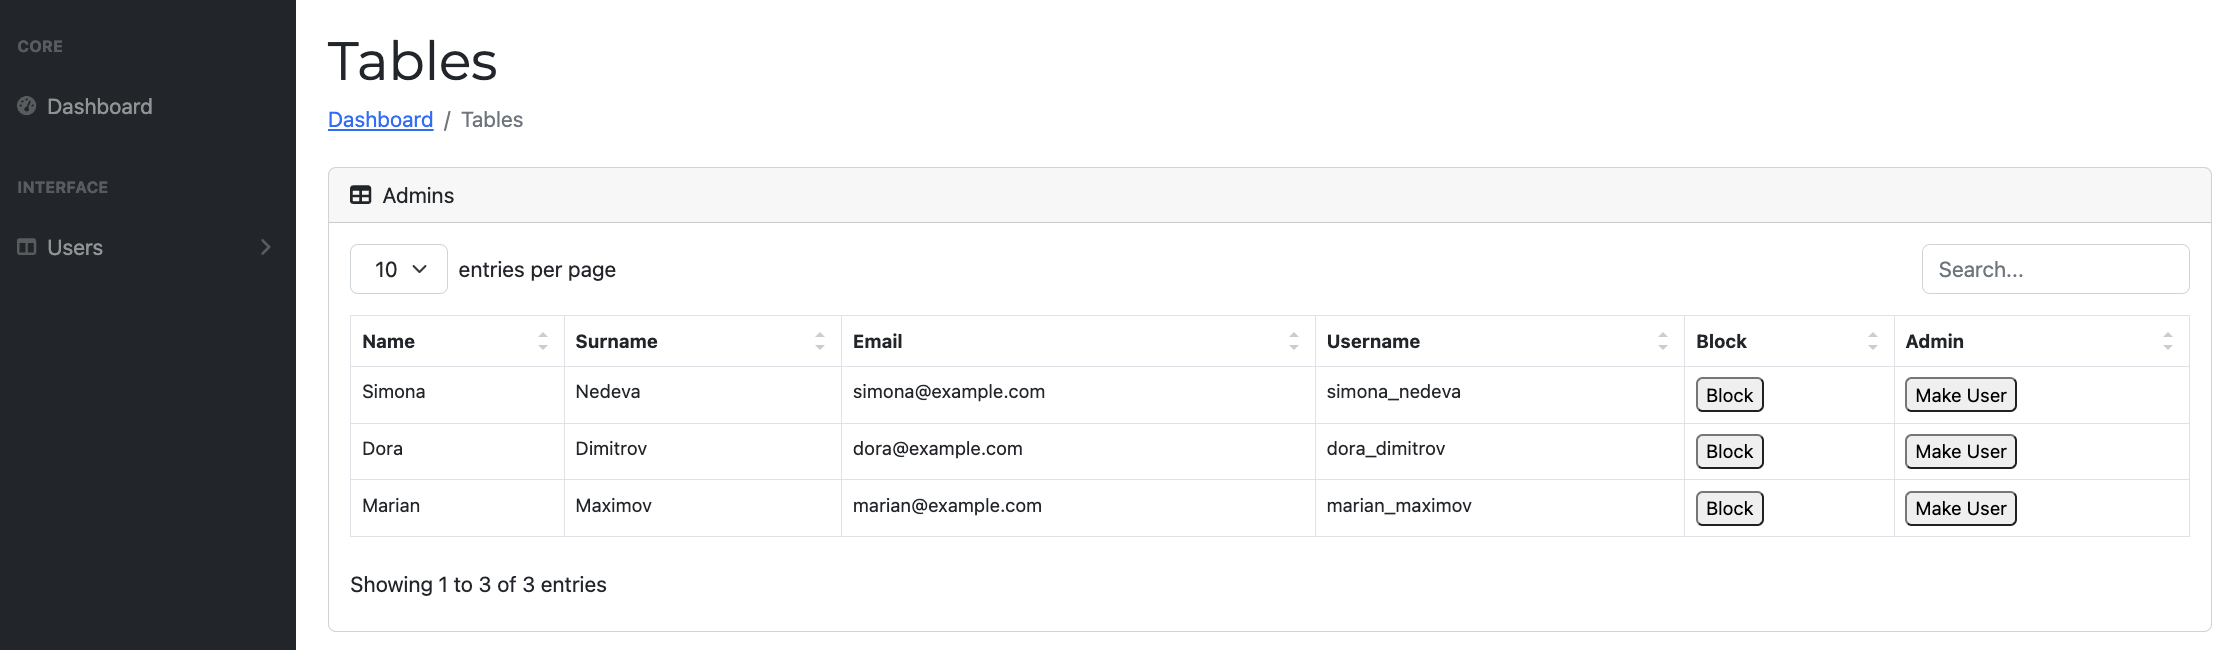 CORE
Dashboard
INTERFACE
Users
Tables
Dashboard / Tables
Admins
10 entries per page
Search...
Name Surname Email Username Block Admin
Simona Nedeva simona@example.com simona_nedeva Block Make User
Dora Dimitrov dora@example.com dora_dimitrov Block Make User
Marian Maximov marian@example.com marian_maximov Block Make User
Showing 1 to 3 of 3 entries